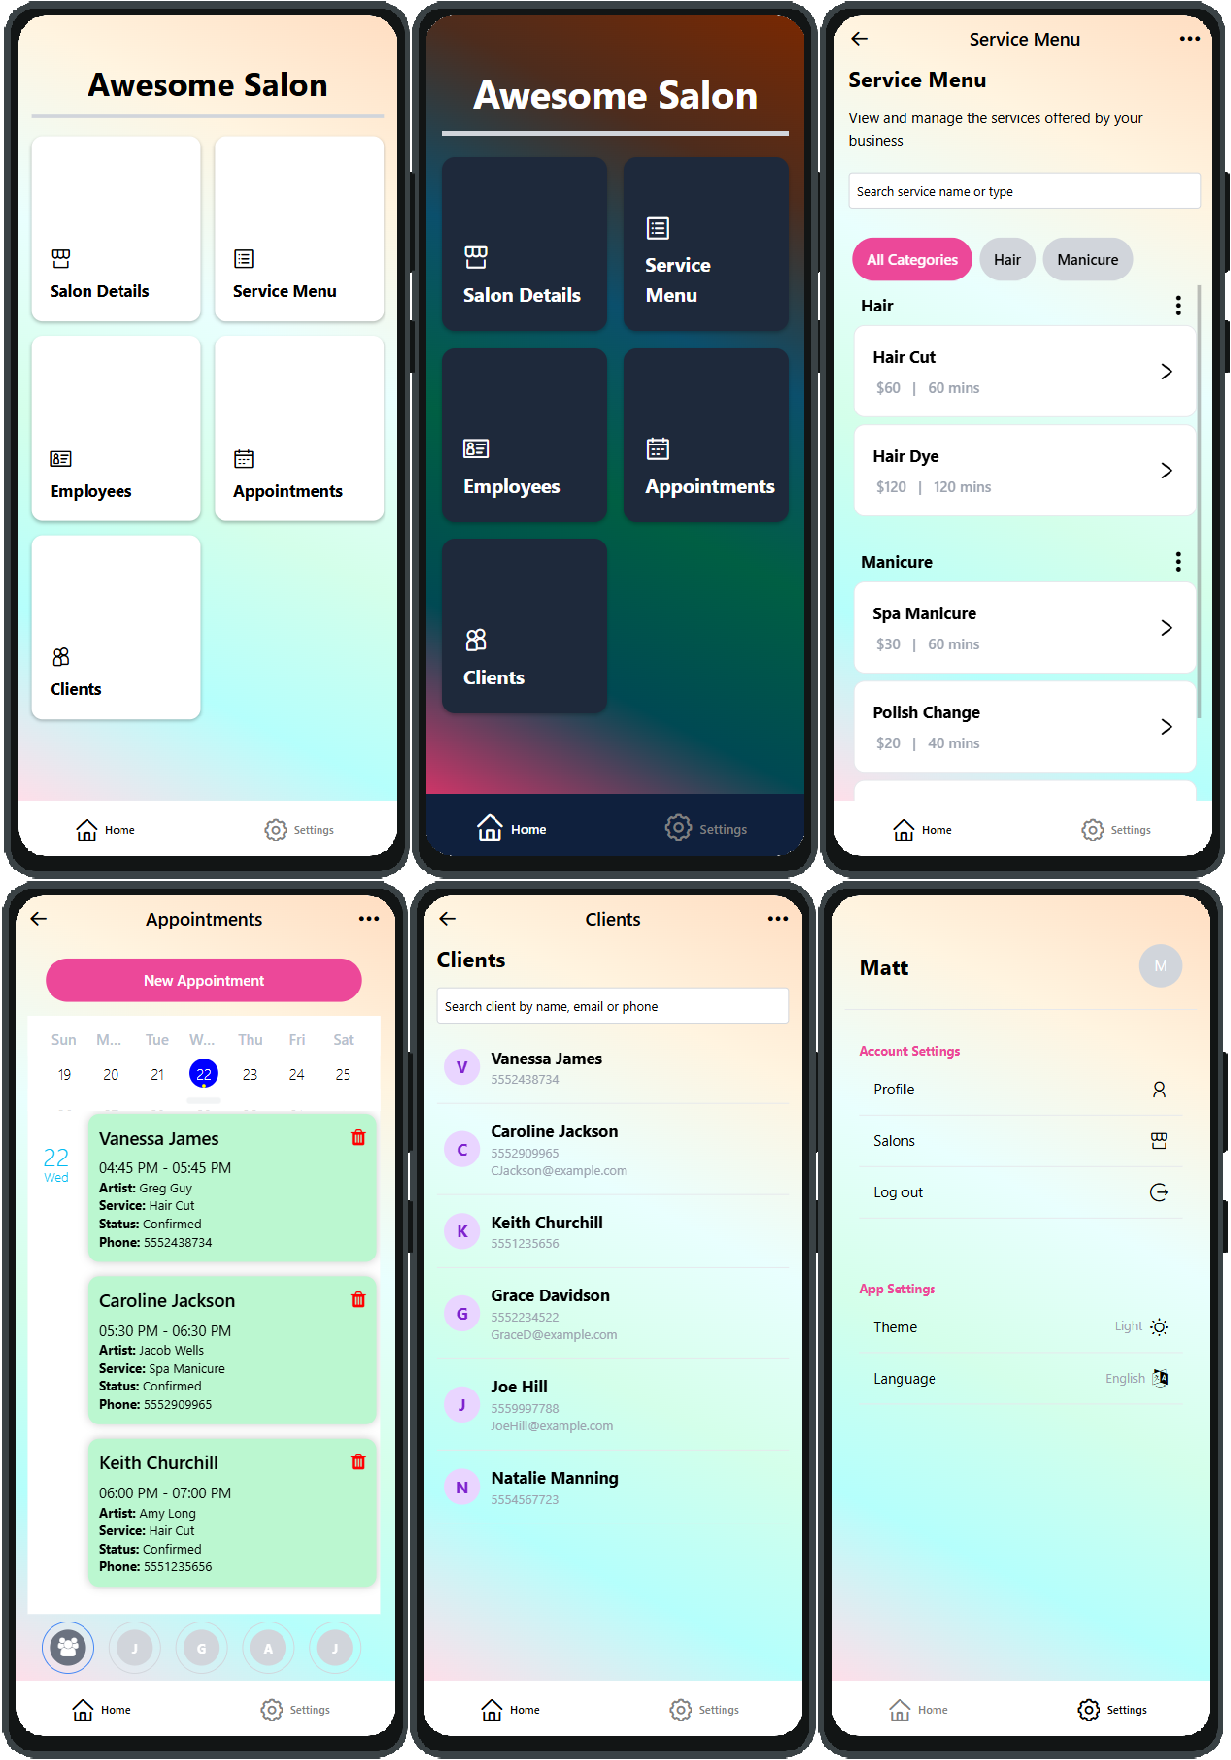 Awesome Salon
Salon Details
Service Menu
Employees
Appointments
Clients
Home
Settings
Awesome Salon
Salon Details
Service
Menu
Employees
Appointments
Clients
Home
Settings
Service Menu
Service Menu
View and manage the services offered by your
business
Search service name or type
All Categories
Hair
Manicure
Hair
Hair Cut
$60 | 60 mins
Hair Dye
$120 | 120 mins
Manicure
Spa Manicure
$30 | 60 mins
Polish Change
$20 | 40 mins
Home
Settings
Appointments
New Appointment
Sun M... Tue W... Thu Fri Sat
19 20 21 22 23 24 25
22
Wed
Vanessa James
04:45 PM - 05:45 PM
Artist: Greg Guy
Service: Hair Cut
Status: Confirmed
Phone: 5552438734
Caroline Jackson
05:30 PM - 06:30 PM
Artist: Jacob Wells
Service: Spa Manicure
Status: Confirmed
Phone: 5552909965
Keith Churchill
06:00 PM - 07:00 PM
Artist: Amy Long
Service: Hair Cut
Status: Confirmed
Phone: 5551235656
J G A J
Home
Settings
Clients
Clients
Search client by name, email or phone
V
Vanessa James
5552438734
C
Caroline Jackson
5552909965
CJackson@example.com
K
Keith Churchill
5551235656
G
Grace Davidson
5552234522
GraceD@example.com
J
Joe Hill
5559997788
JoeHill@example.com
N
Natalie Manning
5554567723
Home
Settings
Matt
M
Account Settings
Profile
Salons
Log out
App Settings
Theme
Light
Language
English
Home
Settings